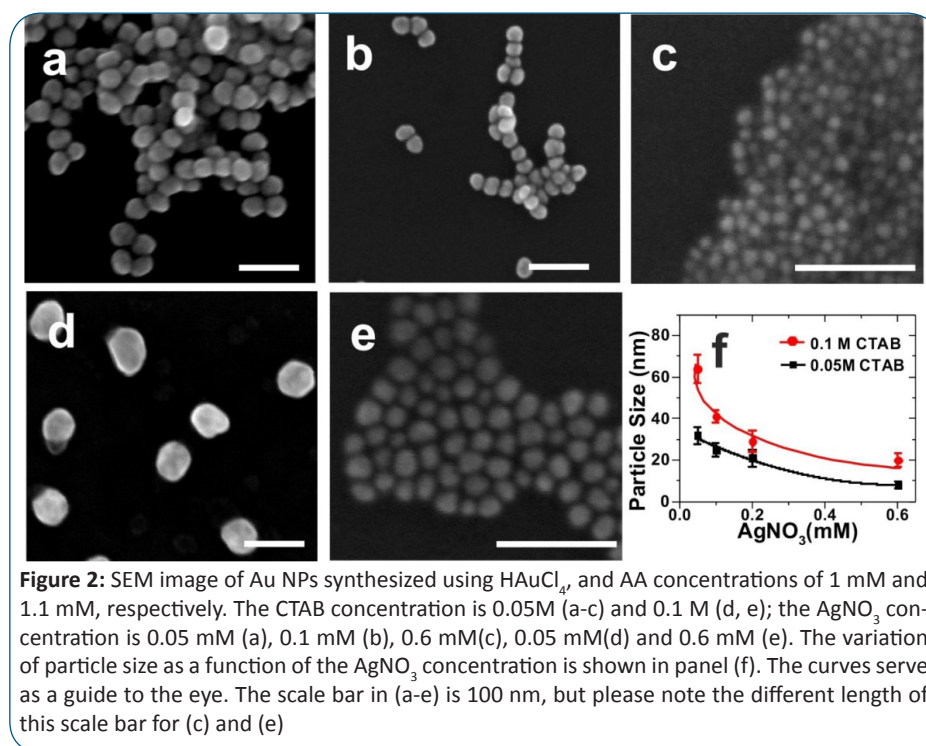 a
b
c
d
e
f
80
60
40
20
0
Particle Size (nm)
0.1 M CTAB
0.05M CTAB
0.0 0.2 0.4 0.6
AgNO₃(mM)
Figure 2: SEM image of Au NPs synthesized using HAuCl₄, and AA concentrations of 1 mM and
1.1 mM, respectively. The CTAB concentration is 0.05M (a-c) and 0.1 M (d, e); the AgNO₃ con-
centration is 0.05 mM (a), 0.1 mM (b), 0.6 mM(c), 0.05 mM(d) and 0.6 mM (e). The variation
of particle size as a function of the AgNO₃ concentration is shown in panel (f). The curves serve
as a guide to the eye. The scale bar in (a-e) is 100 nm, but please note the different length of
this scale bar for (c) and (e)